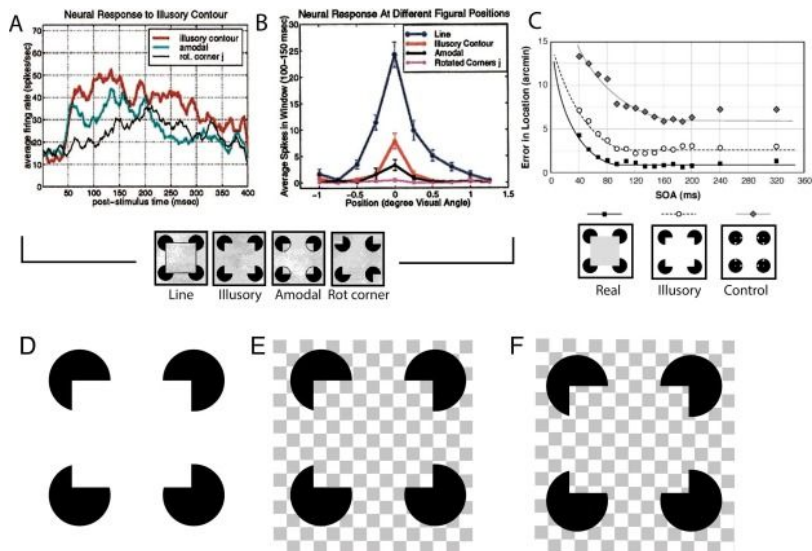 A
Neural Response to Illusory Contour
illusory contour
amodal
rot. corner j
average firing rate (spikes/sec)
70
60
50
40
30
20
10
0
0 50 100 150 200 250 300 350 400
post-stimulus time (msec)
B
Neural Response At Different Figural Positions
Line
Illusory Contour
Amodal
Rotated Corners j
Average Spikes in Window (100-150 msec)
30
25
20
15
10
5
0
-1 -0.5 0 0.5 1 1.5
Position (degree Visual Angle)
C
Error in Location (arcmin)
15
10
5
0
0 40 80 120 160 200 240 280 320 360
SOA (ms)
Line Illusory Amodal Rot corner
Real Illusory Control
D E F